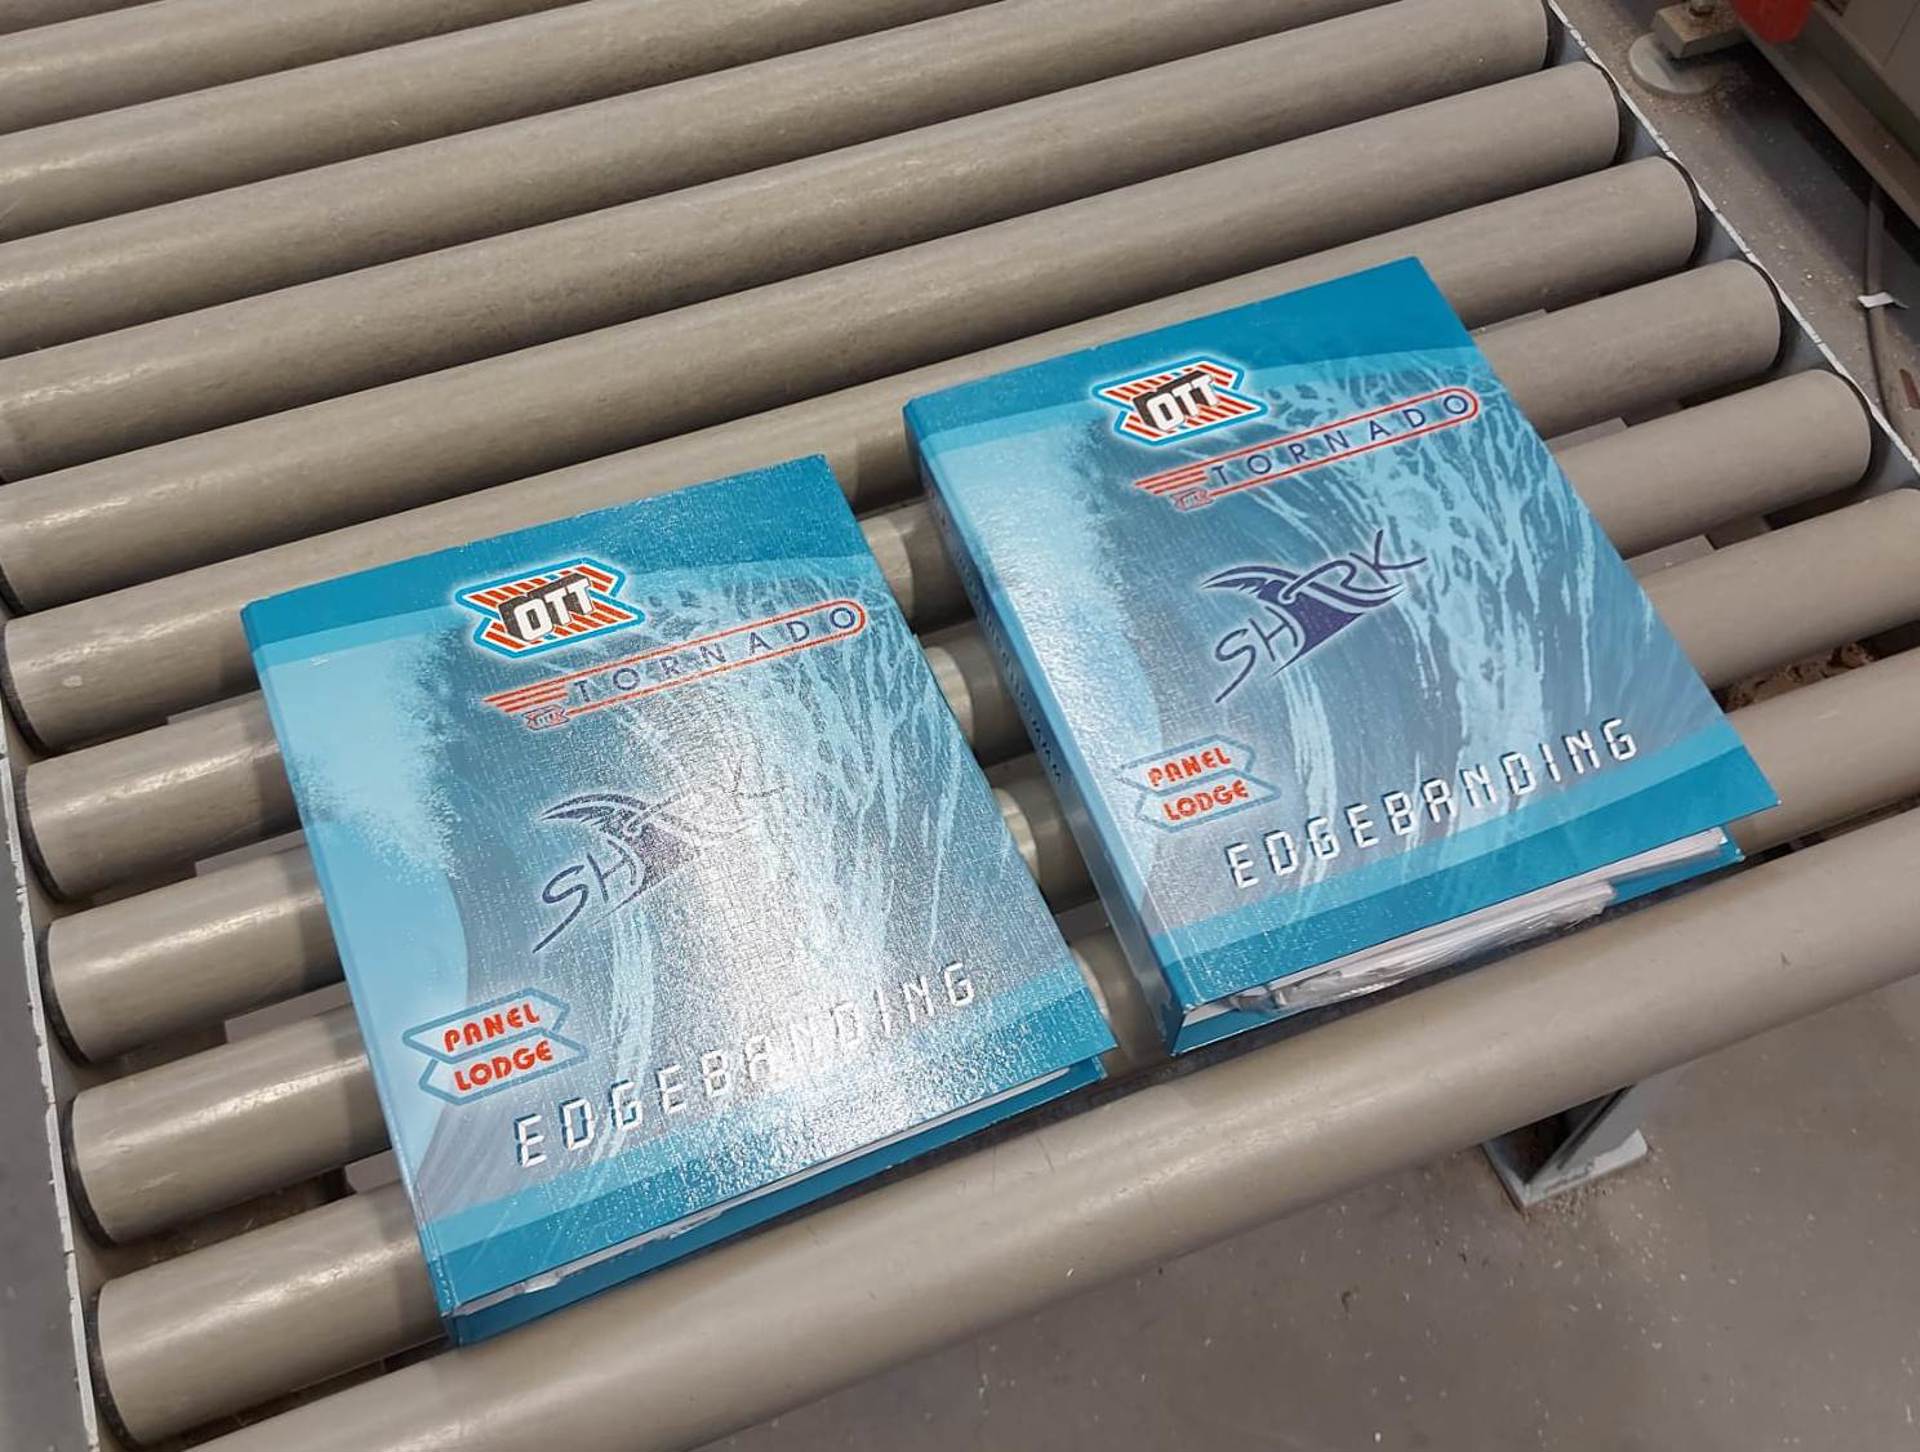 OTT
TORNADO
SHARK
PANEL
LODGE
EDGEBANDING
OTT
TORNADO
SHARK
PANEL
LODGE
EDGEBANDING